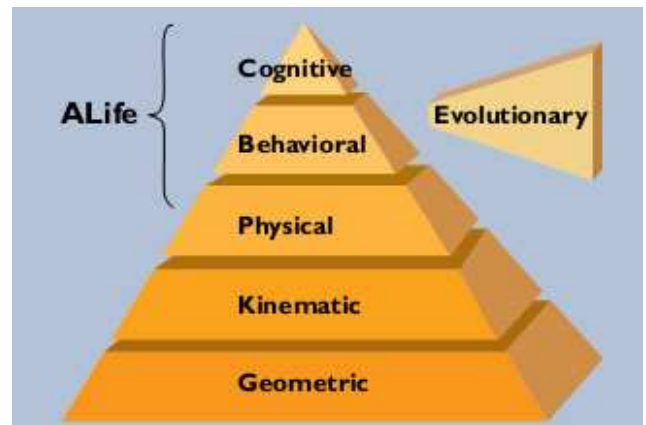 Cognitive
ALife
Evolutionary
Behavioral
Physical
Kinematic
Geometric